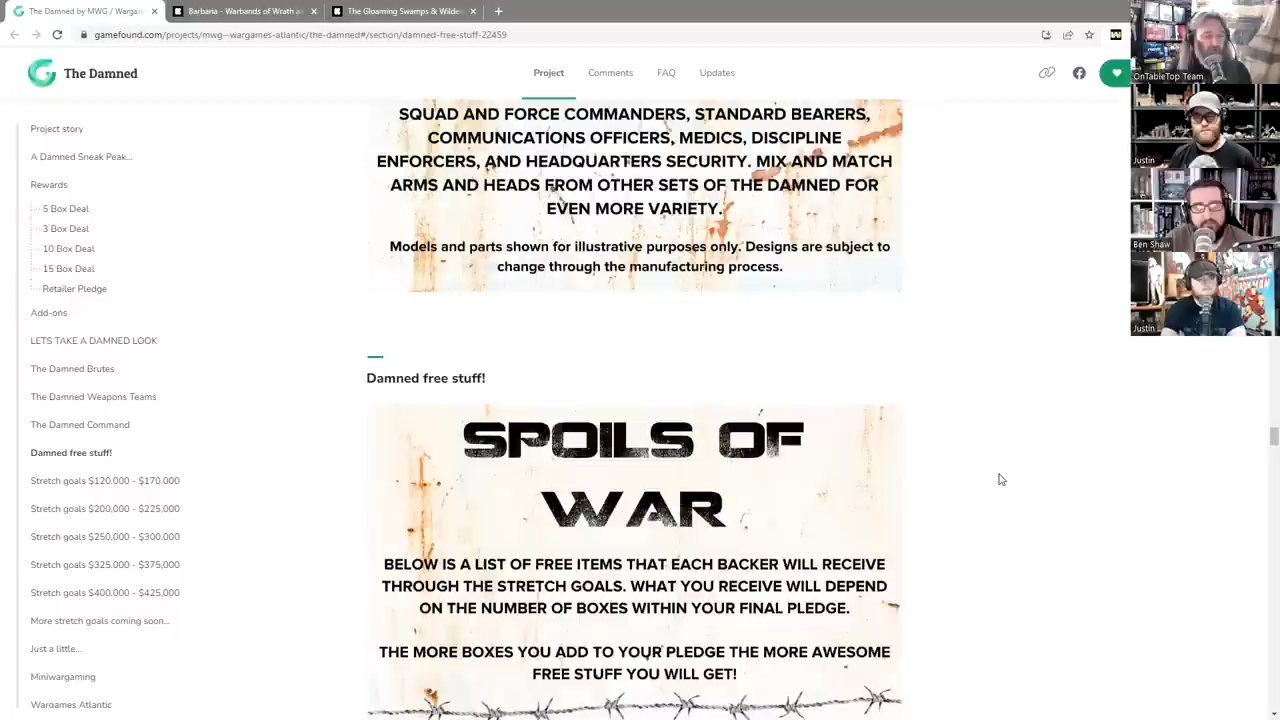 The Damned by MWG / Wargam
Barbaria - Warbands of Wrath an
The Gloaming Swamps & Wilde
gamefound.com/projects/mwg--wargames-atlantic/the-damned#/section/damned-free-stuff-22459
The Damned
Project
Comments
FAQ
Updates
OnTableTop Team
Justin
Ben Shaw
Justin
Project story
A Damned Sneak Peak...
Rewards
5 Box Deal
3 Box Deal
10 Box Deal
15 Box Deal
Retailer Pledge
Add-ons
LETS TAKE A DAMNED LOOK
The Damned Brutes
The Damned Weapons Teams
The Damned Command
Damned free stuff!
Stretch goals $120.000 - $170.000
Stretch goals $200,000 - $225,000
Stretch goals $250,000 - $300.000
Stretch goals $325.000 - $375,000
Stretch goals $400.000 - $425,000
More stretch goals coming soon...
Just a little...
Miniwargaming
Wargames Atlantic
SQUAD AND FORCE COMMANDERS, STANDARD BEARERS,
COMMUNICATIONS OFFICERS, MEDICS, DISCIPLINE
ENFORCERS, AND HEADQUARTERS SECURITY. MIX AND MATCH
ARMS AND HEADS FROM OTHER SETS OF THE DAMNED FOR
EVEN MORE VARIETY.
Models and parts shown for illustrative purposes only. Designs are subject to
change through the manufacturing process.
Damned free stuff!
SPOILS OF
WAR
BELOW IS A LIST OF FREE ITEMS THAT EACH BACKER WILL RECEIVE
THROUGH THE STRETCH GOALS. WHAT YOU RECEIVE WILL DEPEND
ON THE NUMBER OF BOXES WITHIN YOUR FINAL PLEDGE.
THE MORE BOXES YOU ADD TO YOUR PLEDGE THE MORE AWESOME
FREE STUFF YOU WILL GET!